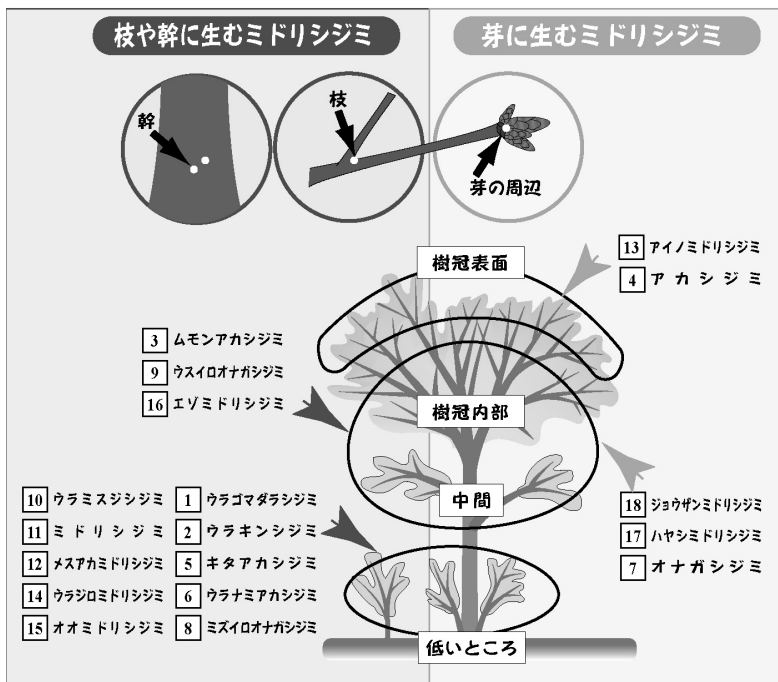 枝や幹に生むミドリシジミ
芽に生むミドリシジミ
幹
枝
芽の周辺
樹冠表面
13 アイノミドリシジミ
4 アカシジミ
3 ムモンアカシジミ
9 ウスイロオナガシジミ
16 エゾミドリシジミ
樹冠内部
中間
18 ジョウザンミドリシジミ
17 ハヤシミドリシジミ
7 オナガシジミ
10 ウラミスジシジミ
11 ミドリシジミ
12 メスアカミドリシジミ
14 ウラジロミドリシジミ
15 オオミドリシジミ
1 ウラゴマダラシジミ
2 ウラキンシジミ
5 キタアカシジミ
6 ウラナミアカシジミ
8 ミズイロオナガシジミ
低いところ